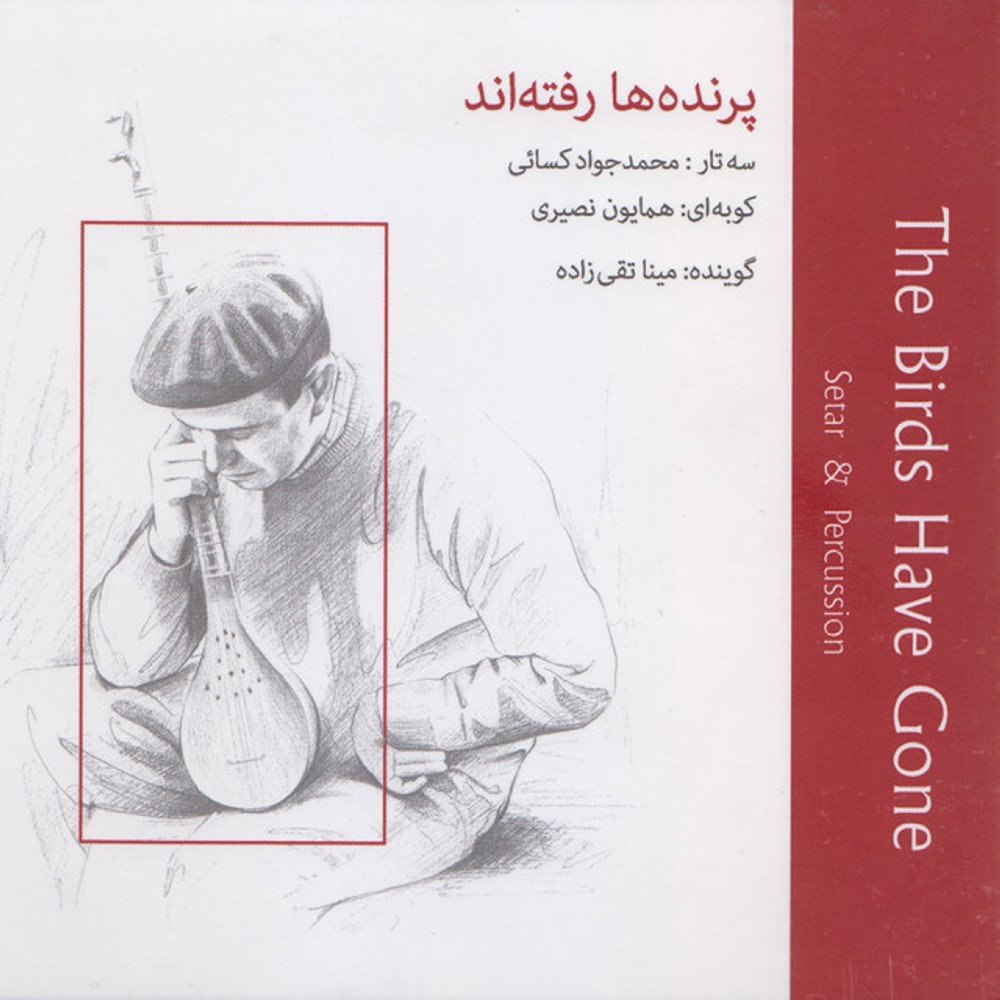 پرنده‌ها رفته‌اند
سه تار : محمدجواد کسائی
کوبه‌ای: همایون نصیری
گوینده: مینا تقی‌زاده
The Birds Have Gone
Setar & Percussion